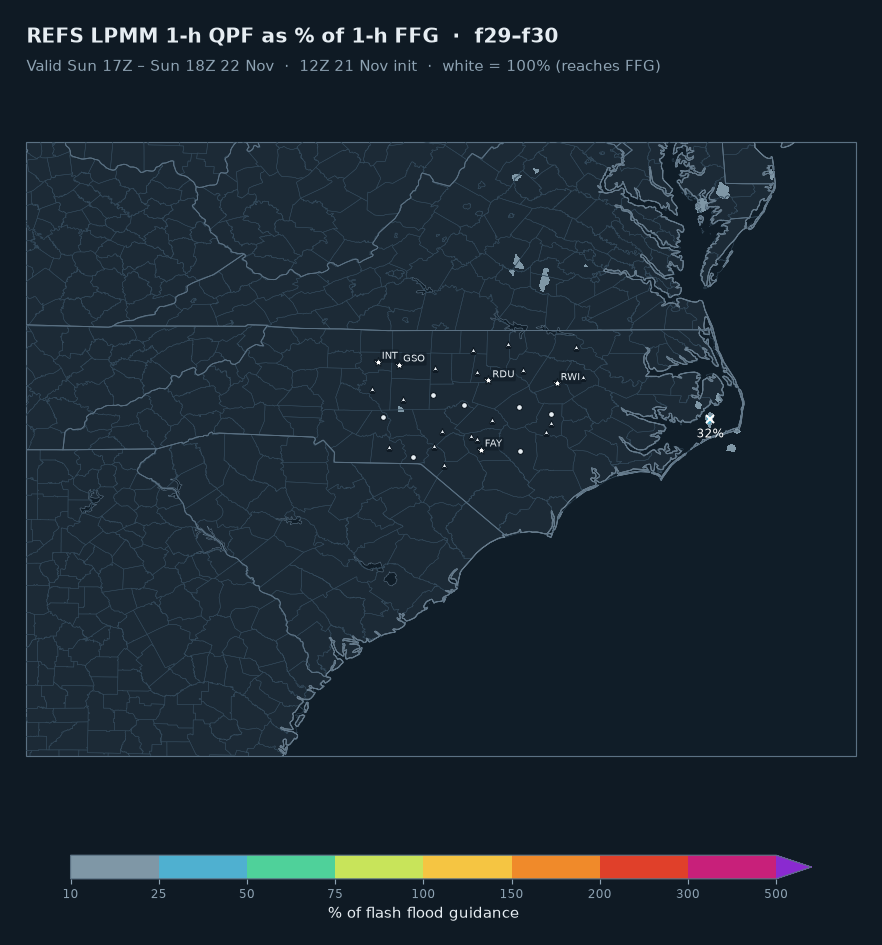 REFS LPMM 1-h QPF as % of 1-h FFG · f29–f30
Valid Sun 17Z – Sun 18Z 22 Nov · 12Z 21 Nov init · white = 100% (reaches FFG)
INT
GSO
RDU
RWI
FAY
32%
10 25 50 75 100 150 200 300 500
% of flash flood guidance